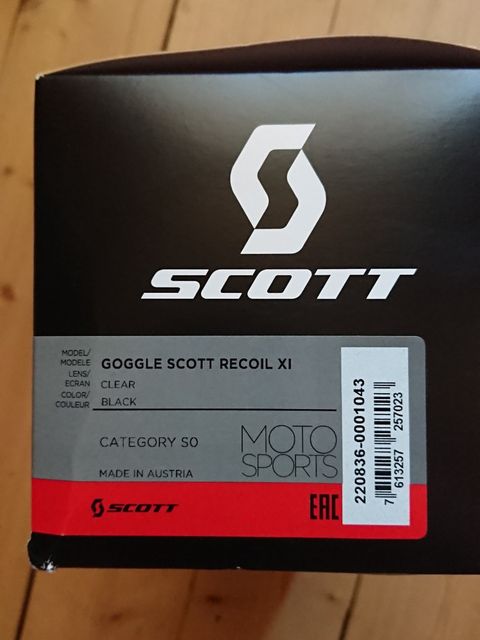 SCOTT
MODEL/
MODELE
GOGGLE SCOTT RECOIL XI
LENS/
ECRAN
CLEAR
COLOR/
COULEUR
BLACK
CATEGORY S0
MOTO
SPORTS
MADE IN AUSTRIA
SCOTT
EAC
220836-0001043
7 613257 257023